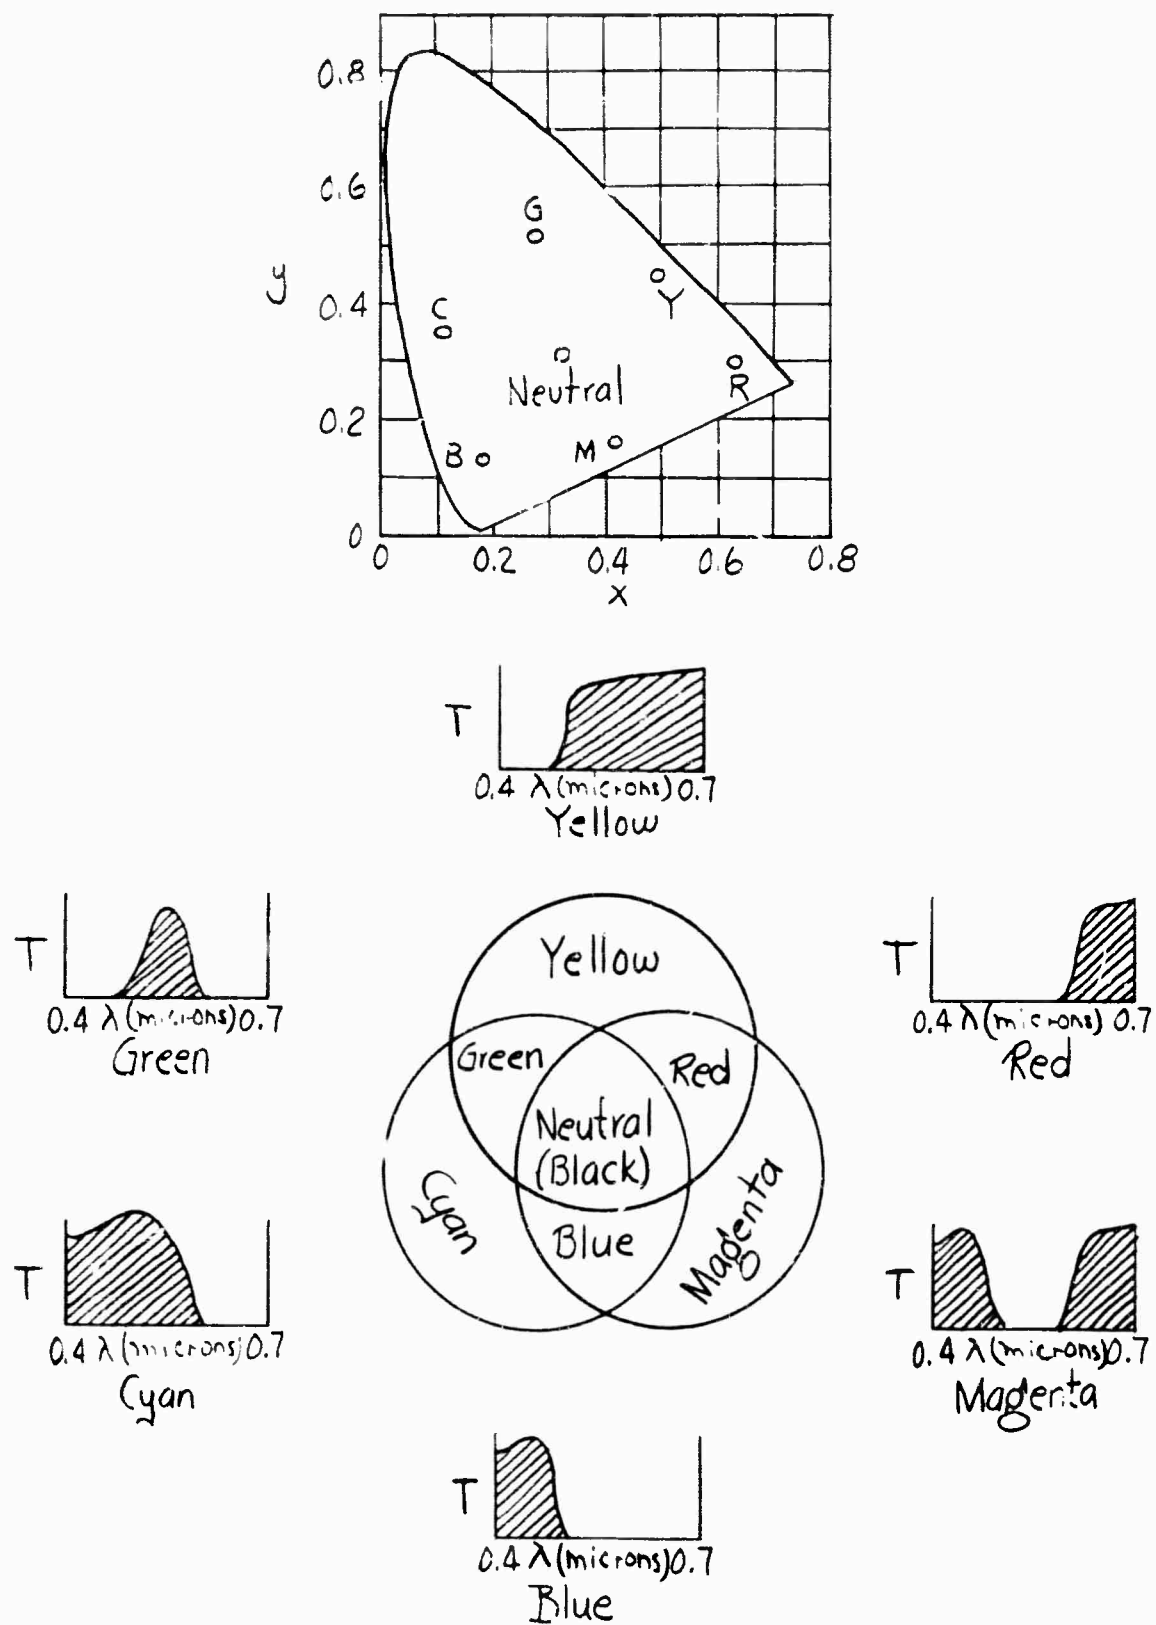 0.8
0.6
y
0.4
0.2
0
G
C
Y
Neutral
R
B
M
0 0.2 0.4 0.6 0.8
x
T
0.4 λ(microns) 0.7
Yellow
T
0.4 λ(microns) 0.7
Green
T
0.4 λ(microns) 0.7
Red
Yellow
Green
Red
Neutral
(Black)
Cyan
Blue
Magenta
T
0.4 λ(microns) 0.7
Cyan
T
0.4 λ(microns) 0.7
Magenta
T
0.4 λ(microns) 0.7
Blue